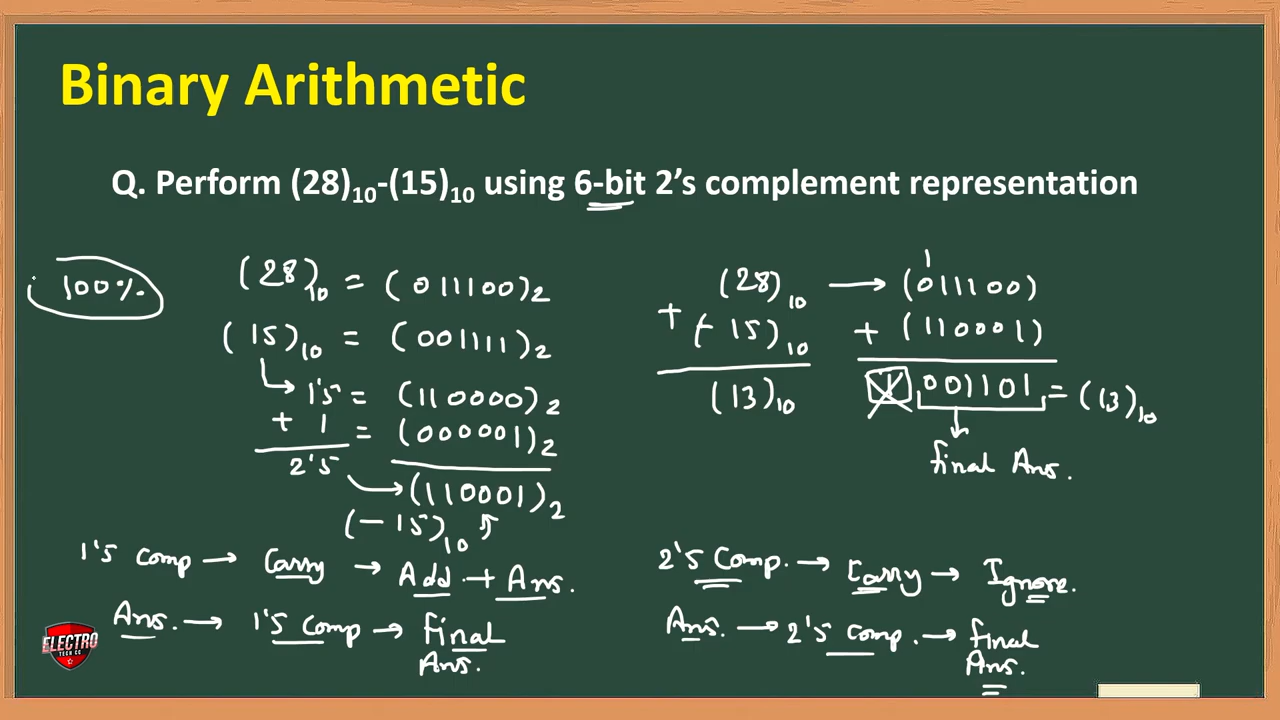 Binary Arithmetic
Q. Perform (28)10-(15)10 using 6-bit 2's complement representation
100%
(28)10 = (011100)2
(15)10 = (001111)2
1's = (110000)2
+ 1 = (000001)2
2's → (110001)2
(-15)10
1's Comp → Carry → Add → Ans.
Ans. → 1's Comp → Final
Ans.
1
(28)10 → (011100)
+ (-15)10 + (110001)
(13)10 1 001101 = (13)10
final Ans.
2's Comp. → Carry → Ignore.
Ans. → 2's comp. → final
Ans.
ELECTRO
TECH CC